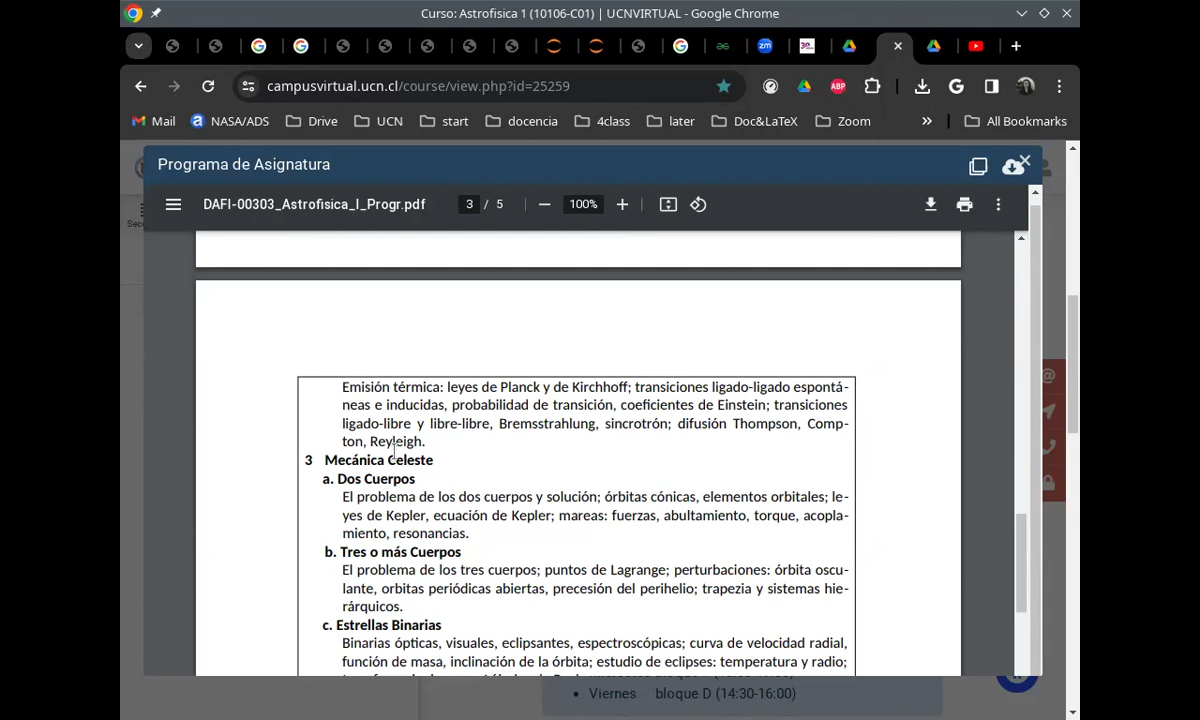 Curso: Astrofisica 1 (10106-C01) | UCNVIRTUAL - Google Chrome
campusvirtual.ucn.cl/course/view.php?id=25259
Mail NASA/ADS Drive UCN start docencia 4class later Doc&LaTeX Zoom » All Bookmarks
Programa de Asignatura
DAFI-00303_Astrofisica_I_Progr.pdf 3 / 5 — 100% +
Emisión térmica: leyes de Planck y de Kirchhoff; transiciones ligado-ligado espontá-
neas e inducidas, probabilidad de transición, coeficientes de Einstein; transiciones
ligado-libre y libre-libre, Bremsstrahlung, sincrotrón; difusión Thompson, Comp-
ton, Reyleigh.
3 Mecánica Celeste
a. Dos Cuerpos
El problema de los dos cuerpos y solución; órbitas cónicas, elementos orbitales; le-
yes de Kepler, ecuación de Kepler; mareas: fuerzas, abultamiento, torque, acopla-
miento, resonancias.
b. Tres o más Cuerpos
El problema de los tres cuerpos; puntos de Lagrange; perturbaciones: órbita oscu-
lante, orbitas periódicas abiertas, precesión del perihelio; trapezia y sistemas hie-
rárquicos.
c. Estrellas Binarias
Binarias ópticas, visuales, eclipsantes, espectroscópicas; curva de velocidad radial,
función de masa, inclinación de la órbita; estudio de eclipses: temperatura y radio;
• Viernes bloque D (14:30-16:00)